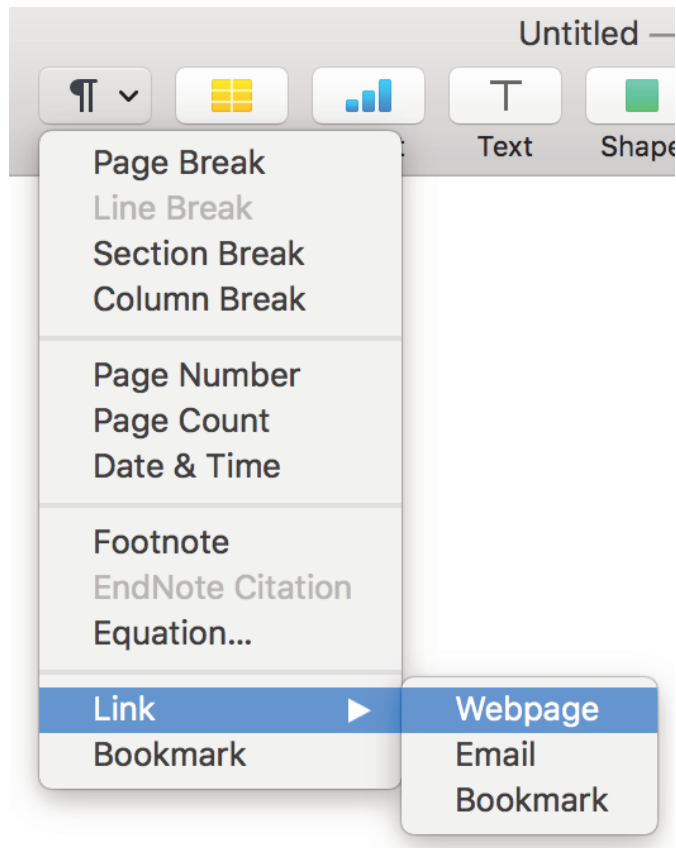 Untitled —
¶
Text
Shape
Page Break
Line Break
Section Break
Column Break
Page Number
Page Count
Date & Time
Footnote
EndNote Citation
Equation...
Link
Bookmark
Webpage
Email
Bookmark